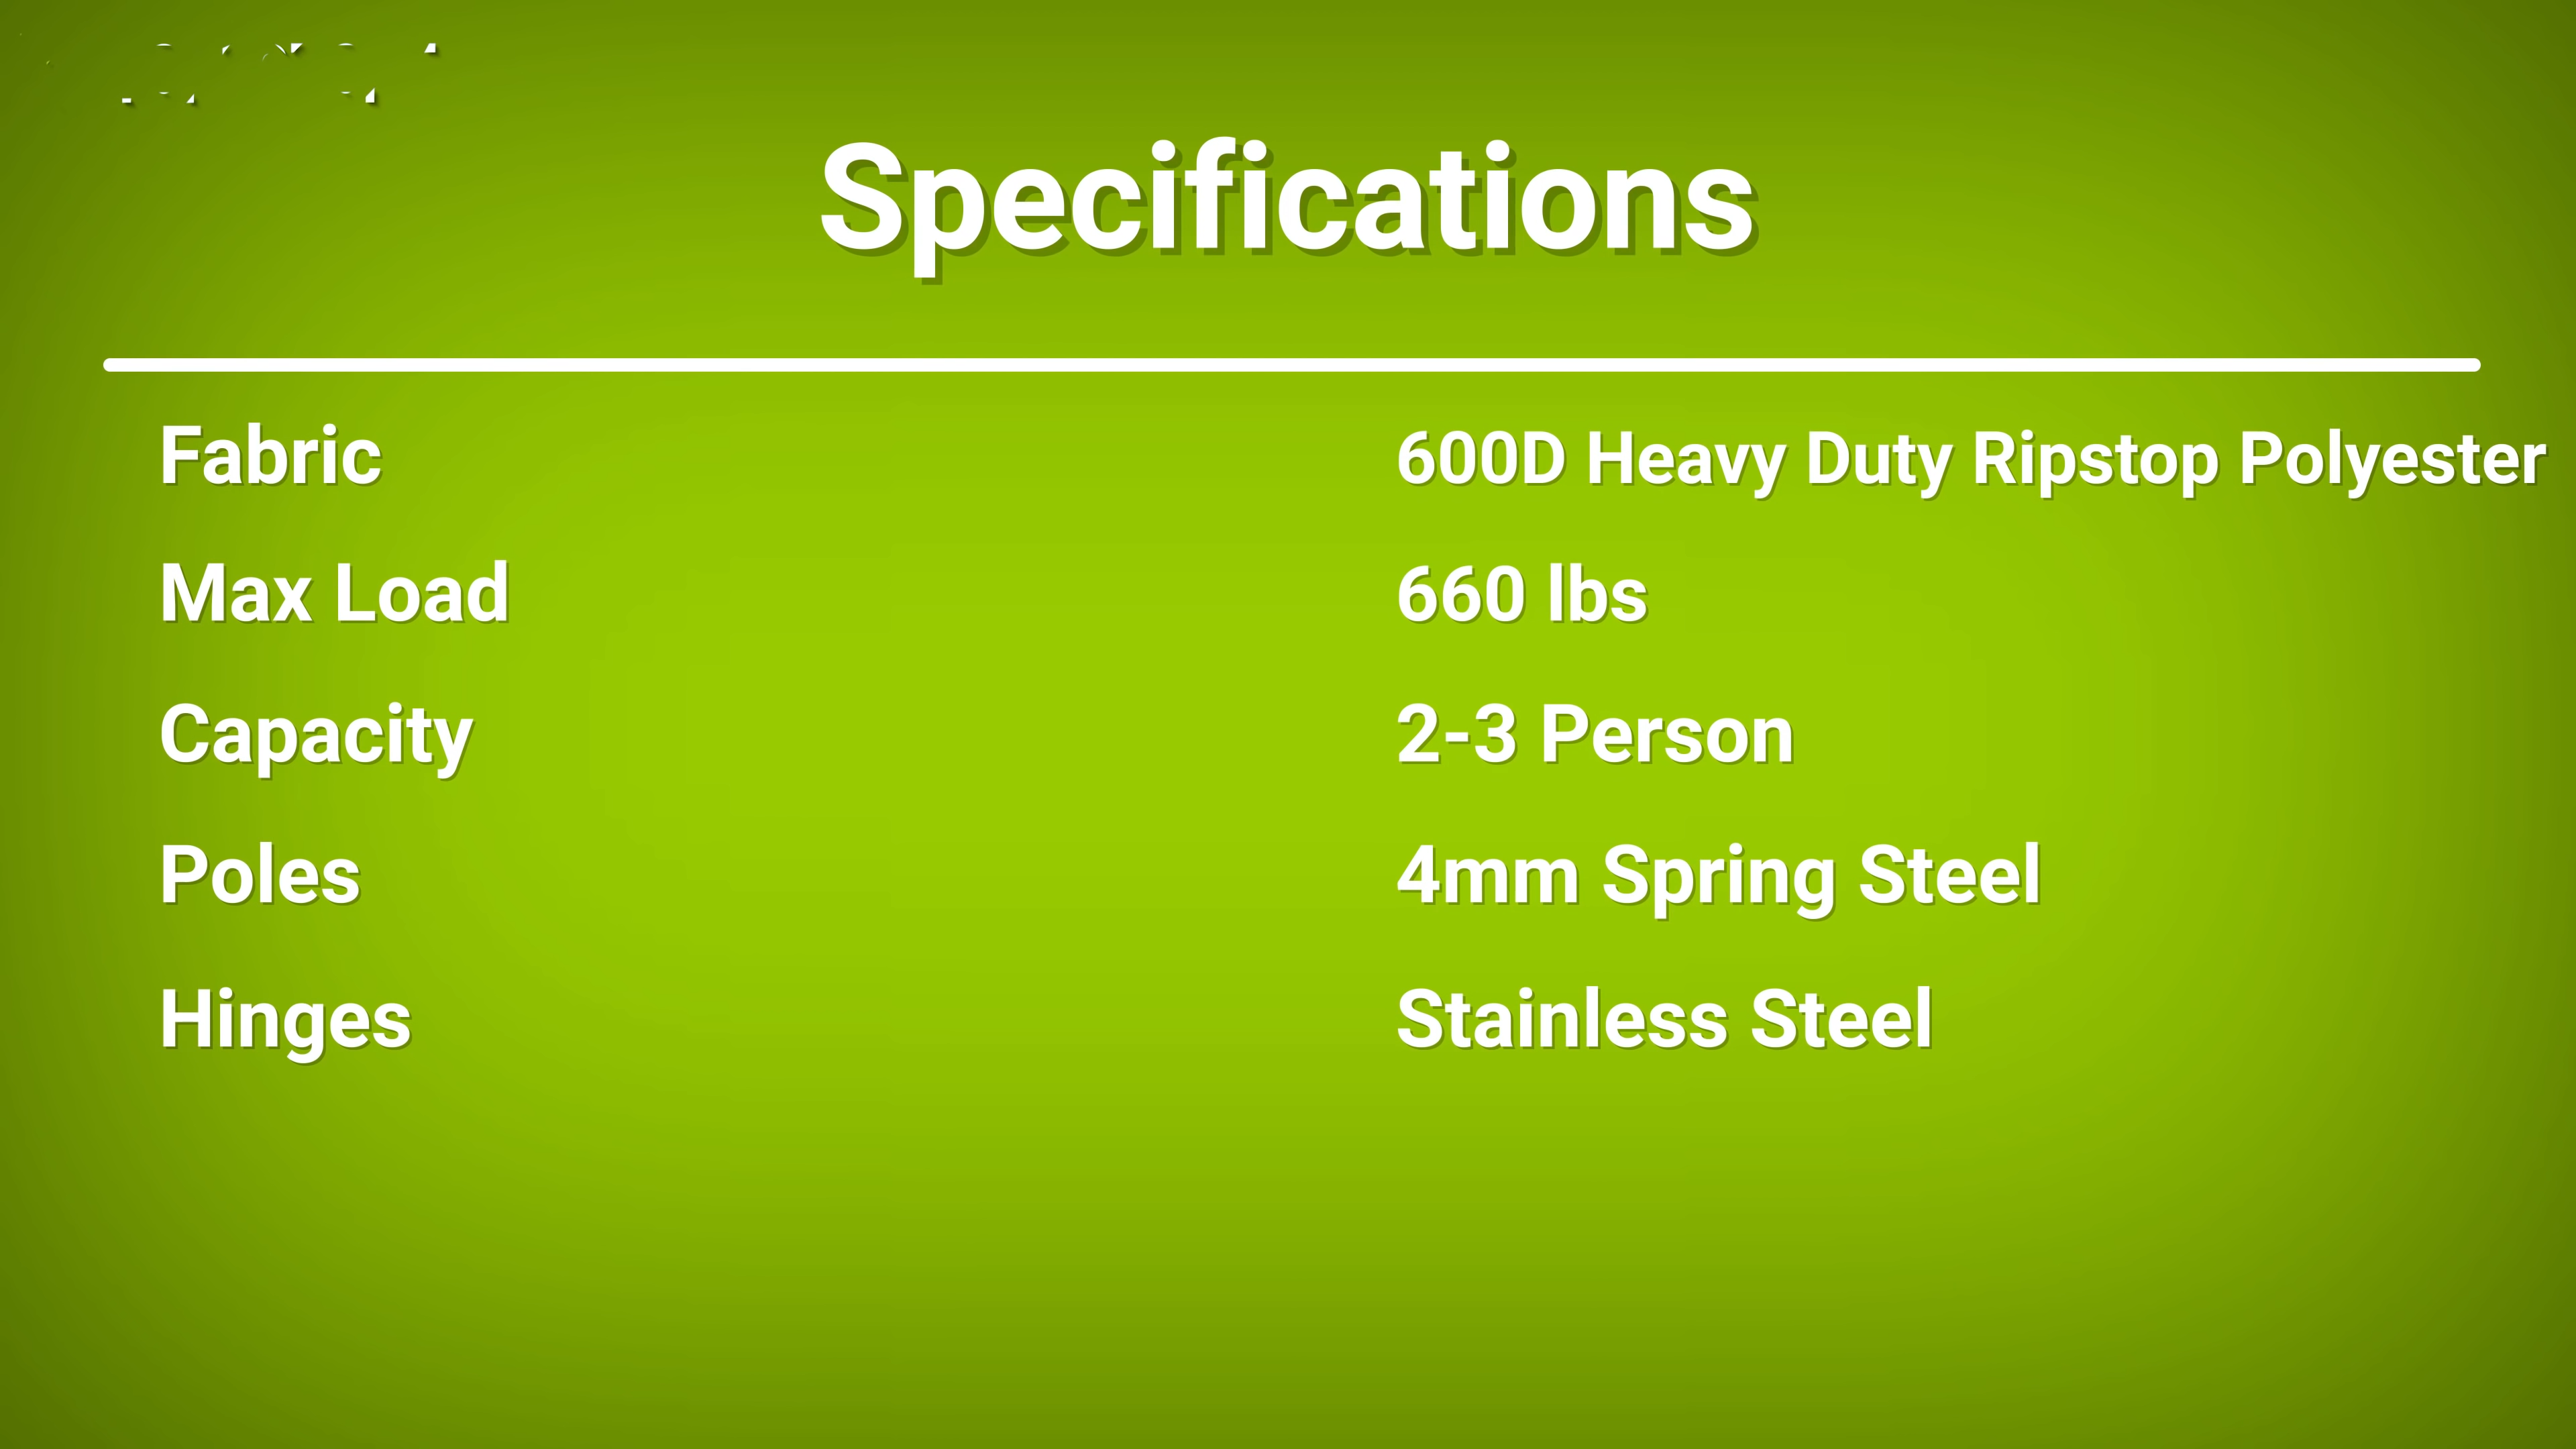 Specifications
Fabric 600D Heavy Duty Ripstop Polyester
Max Load 660 lbs
Capacity 2-3 Person
Poles 4mm Spring Steel
Hinges Stainless Steel